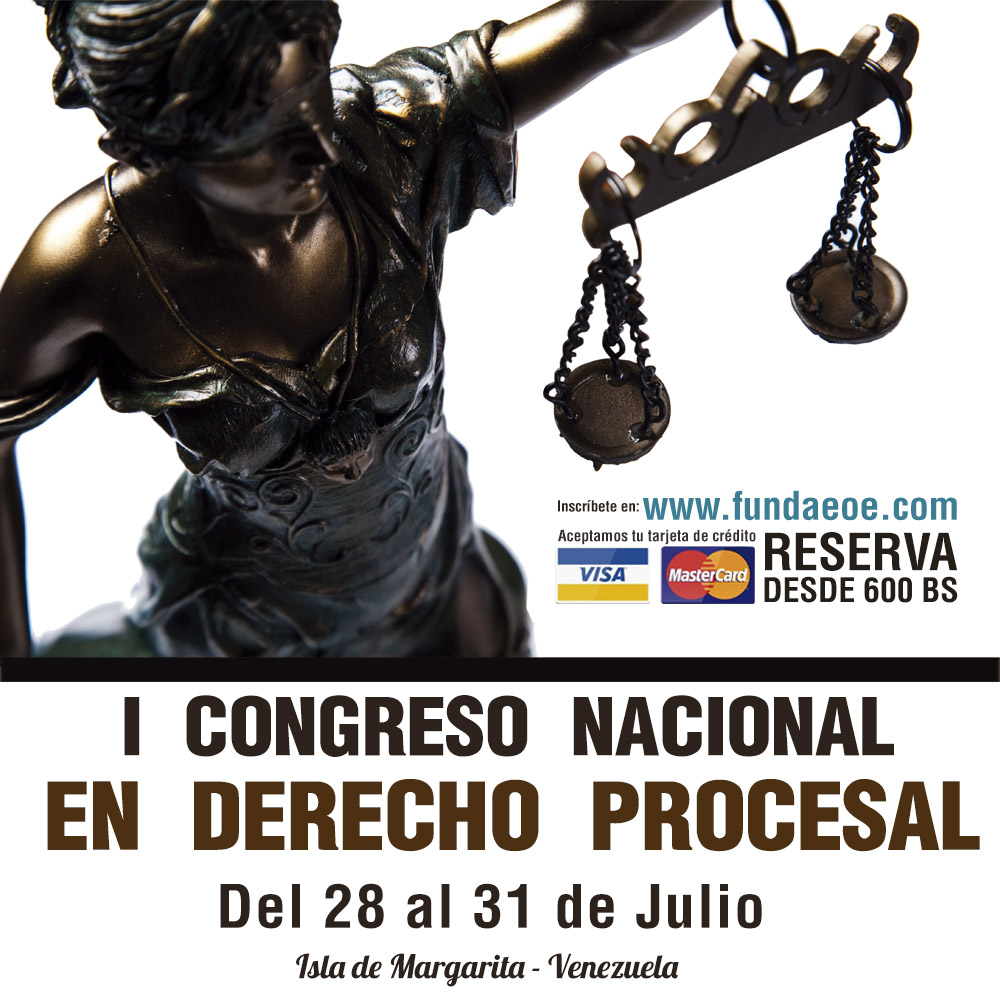 Inscríbete en: www.fundaeoe.com
Aceptamos tu tarjeta de crédito
VISA MasterCard
RESERVA
DESDE 600 BS
I CONGRESO NACIONAL
EN DERECHO PROCESAL
Del 28 al 31 de Julio
Isla de Margarita - Venezuela